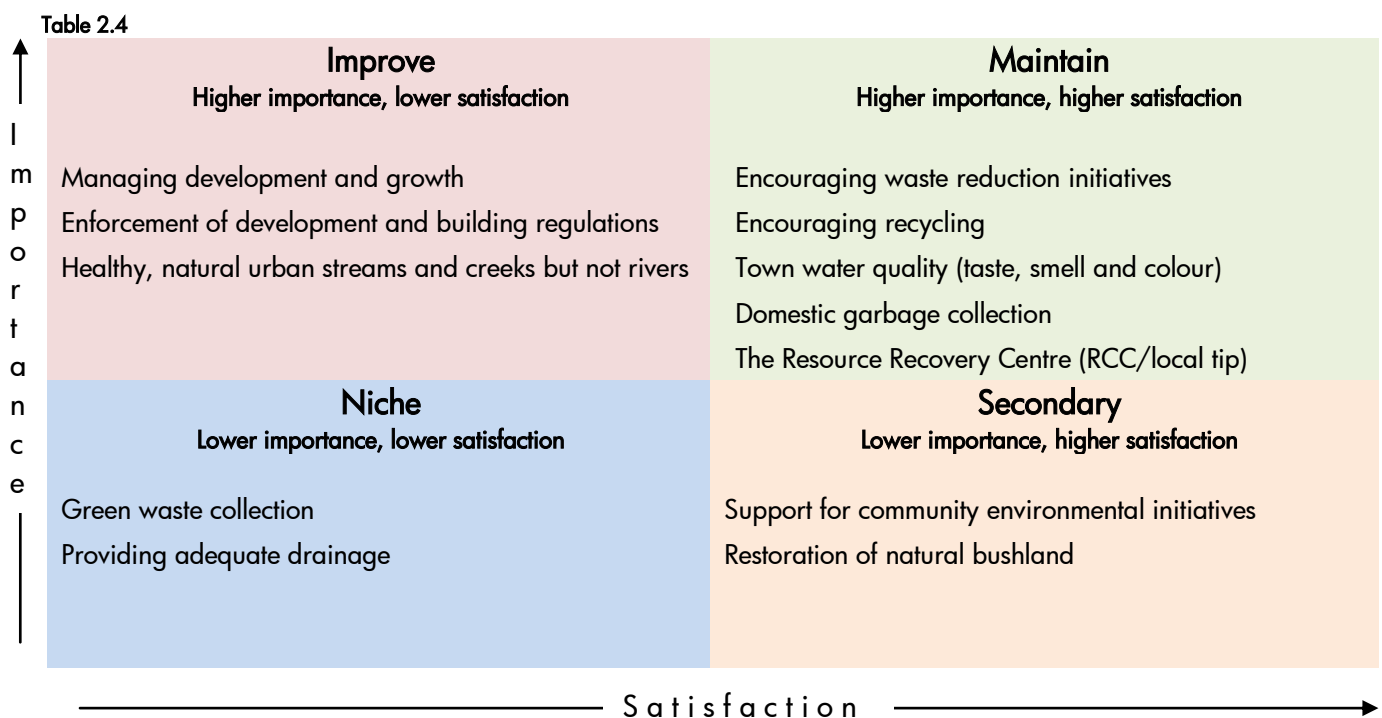 Table 2.4
Importance
Improve
Higher importance, lower satisfaction
Managing development and growth
Enforcement of development and building regulations
Healthy, natural urban streams and creeks but not rivers
Maintain
Higher importance, higher satisfaction
Encouraging waste reduction initiatives
Encouraging recycling
Town water quality (taste, smell and colour)
Domestic garbage collection
The Resource Recovery Centre (RCC/local tip)
Niche
Lower importance, lower satisfaction
Green waste collection
Providing adequate drainage
Secondary
Lower importance, higher satisfaction
Support for community environmental initiatives
Restoration of natural bushland
Satisfaction